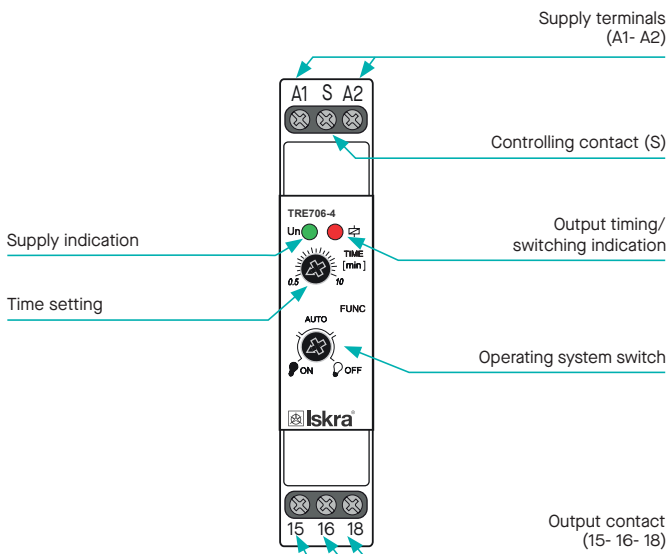 Supply terminals
(A1- A2)
A1 S A2
Controlling contact (S)
TRE706-4
Un
Supply indication
Output timing/
switching indication
TIME
[min]
0.5 10
Time setting
FUNC
AUTO
ON OFF
Operating system switch
Iskra
15 16 18
Output contact
(15- 16- 18)